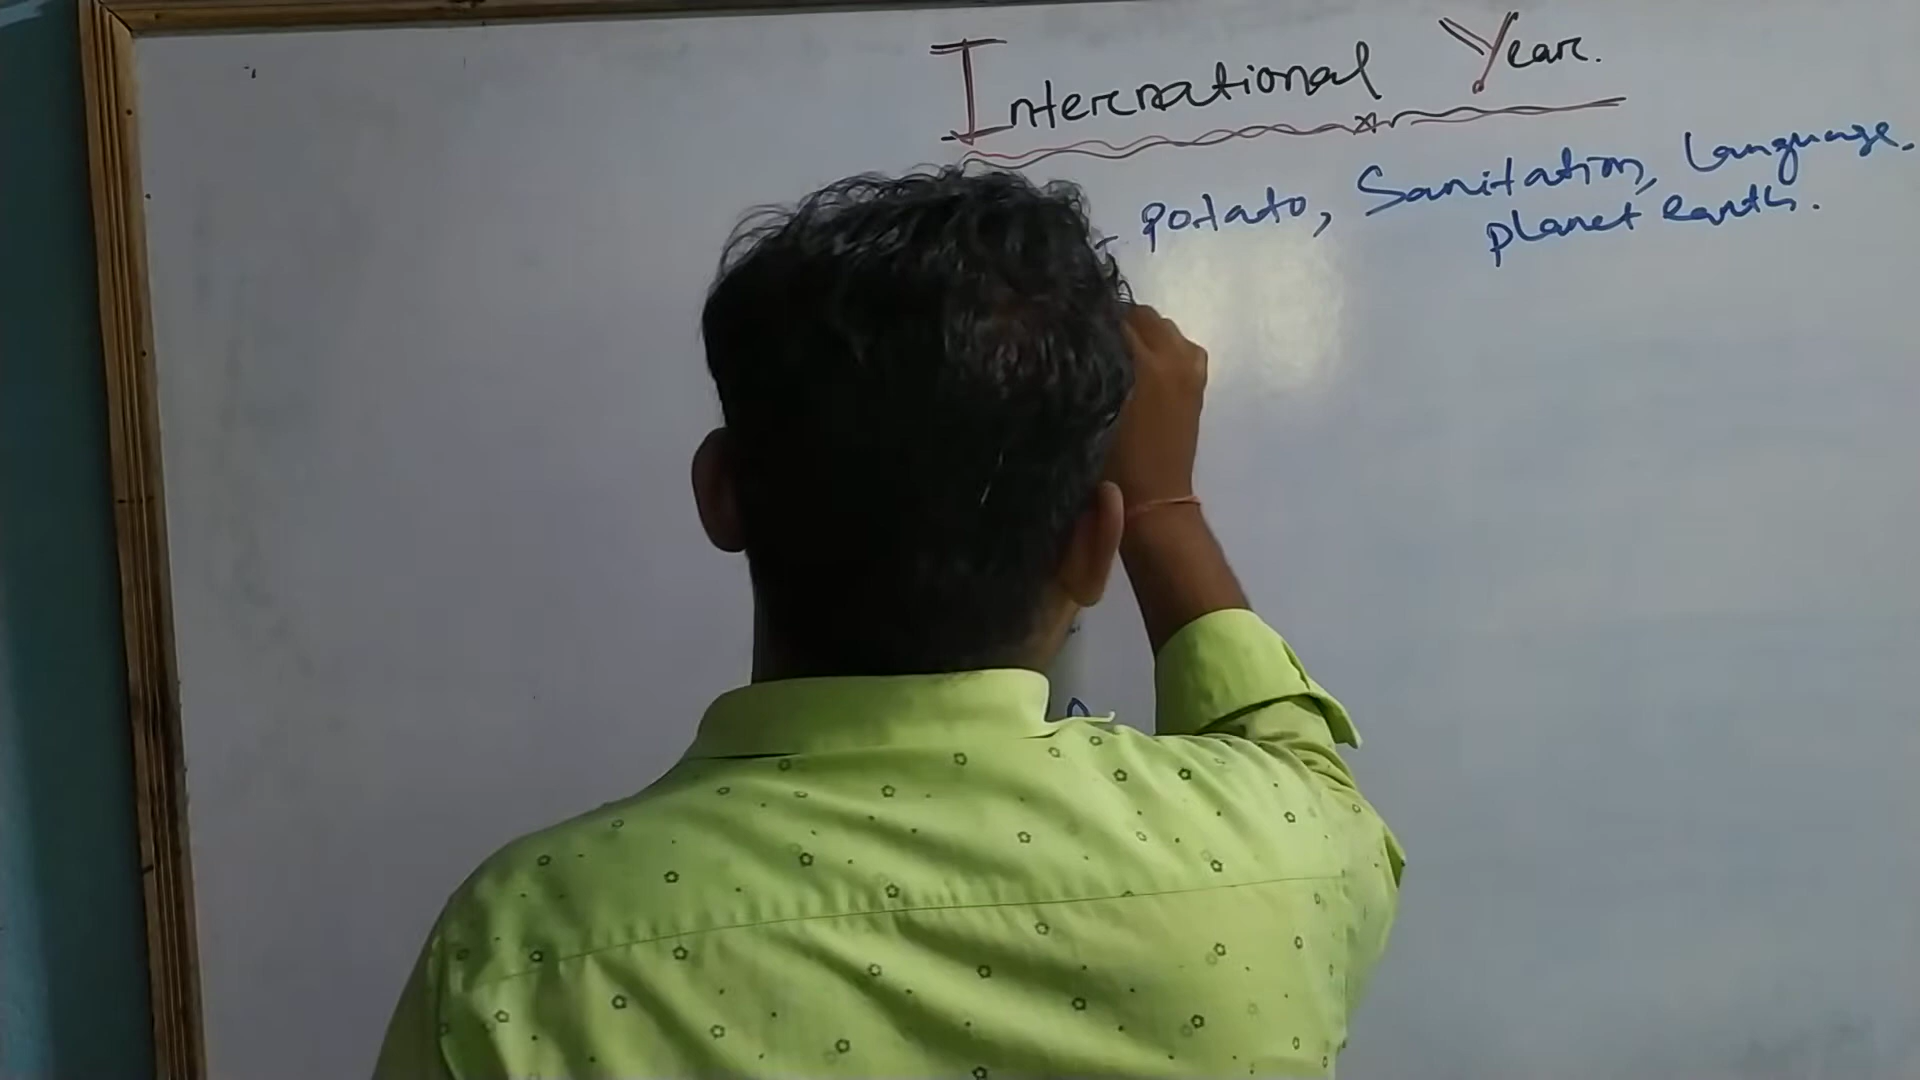 International Year.
- potato, Sanitation, Language.
planet earth.